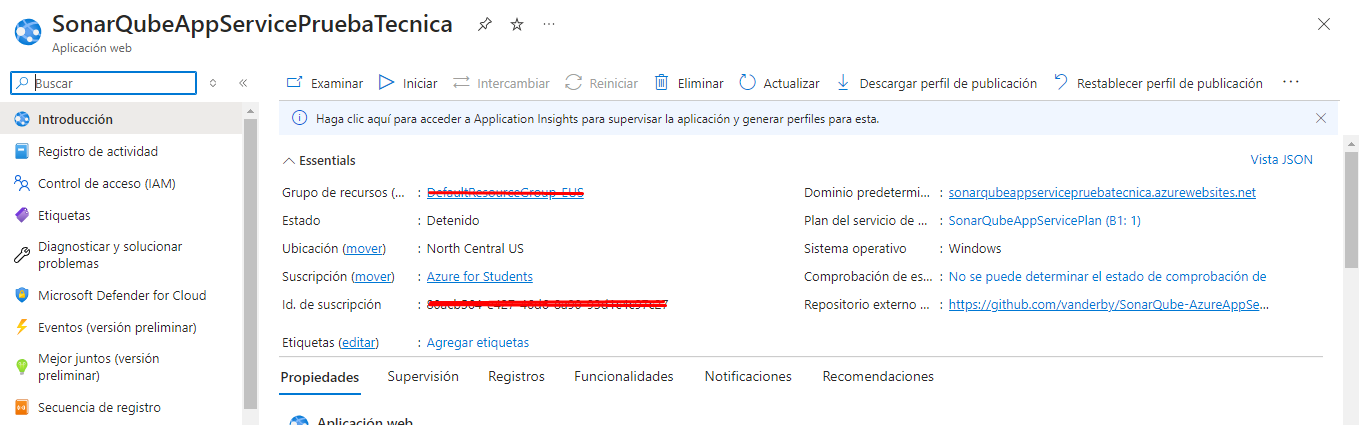 SonarQubeAppServicePruebaTecnica
Aplicación web
Buscar
Examinar Iniciar Intercambiar Reiniciar Eliminar Actualizar Descargar perfil de publicación Restablecer perfil de publicación
Haga clic aquí para acceder a Application Insights para supervisar la aplicación y generar perfiles para esta.
Introducción
Registro de actividad
Control de acceso (IAM)
Etiquetas
Diagnosticar y solucionar
problemas
Microsoft Defender for Cloud
Eventos (versión preliminar)
Mejor juntos (versión
preliminar)
Secuencia de registro
Essentials
Vista JSON
Grupo de recursos (... : DefaultResourceGroup-EUS
Estado : Detenido
Ubicación (mover) : North Central US
Suscripción (mover) : Azure for Students
Id. de suscripción :
Etiquetas (editar) : Agregar etiquetas
Dominio predetermi... : sonarqubeappservicepruebatecnica.azurewebsites.net
Plan del servicio de ... : SonarQubeAppServicePlan (B1: 1)
Sistema operativo : Windows
Comprobación de es... : No se puede determinar el estado de comprobación de
Repositorio externo ... : https://github.com/vanderby/SonarQube-AzureAppSe...
Propiedades Supervisión Registros Funcionalidades Notificaciones Recomendaciones
Aplicación web